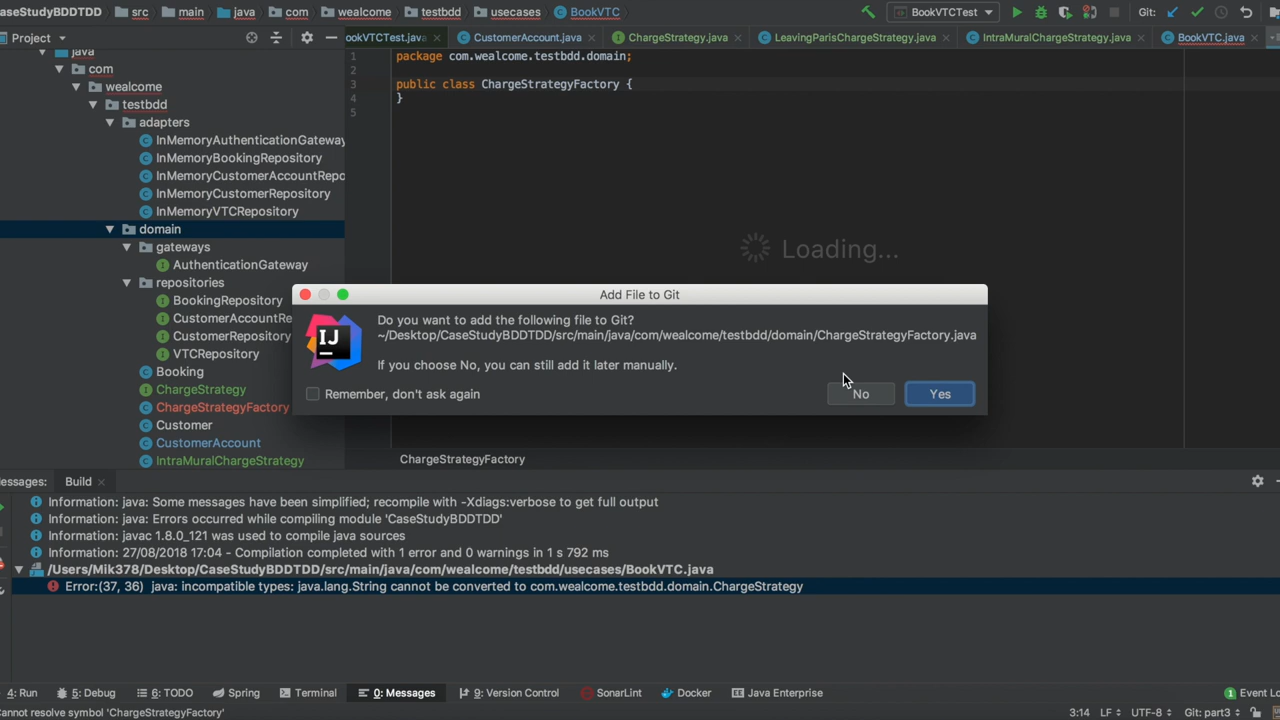 aseStudyBDDTDD src main java com wealcome testbdd usecases BookVTC BookVTCTest Git:
Project
ookVTCTest.java CustomerAccount.java ChargeStrategy.java LeavingParisChargeStrategy.java IntraMuralChargeStrategy.java BookVTC.java
java
com
wealcome
testbdd
adapters
InMemoryAuthenticationGateway
InMemoryBookingRepository
InMemoryCustomerAccountRepo
InMemoryCustomerRepository
InMemoryVTCRepository
domain
gateways
AuthenticationGateway
repositories
BookingRepository
CustomerAccountRe
CustomerRepository
VTCRepository
Booking
ChargeStrategy
ChargeStrategyFactory
Customer
CustomerAccount
IntraMuralChargeStrategy
1 package com.wealcome.testbdd.domain;
2
3 public class ChargeStrategyFactory {
4 }
5
Loading...
Add File to Git
IJ
Do you want to add the following file to Git?
~/Desktop/CaseStudyBDDTDD/src/main/java/com/wealcome/testbdd/domain/ChargeStrategyFactory.java
If you choose No, you can still add it later manually.
Remember, don't ask again
No Yes
ChargeStrategyFactory
essages: Build
Information: java: Some messages have been simplified; recompile with -Xdiags:verbose to get full output
Information: java: Errors occurred while compiling module 'CaseStudyBDDTDD'
Information: javac 1.8.0_121 was used to compile java sources
Information: 27/08/2018 17:04 - Compilation completed with 1 error and 0 warnings in 1 s 792 ms
/Users/Mik378/Desktop/CaseStudyBDDTDD/src/main/java/com/wealcome/testbdd/usecases/BookVTC.java
Error:(37, 36) java: incompatible types: java.lang.String cannot be converted to com.wealcome.testbdd.domain.ChargeStrategy
4: Run 5: Debug 6: TODO Spring Terminal 0: Messages 9: Version Control SonarLint Docker Java Enterprise 1 Event Lo
annot resolve symbol 'ChargeStrategyFactory' 3:14 LF UTF-8 Git: part3